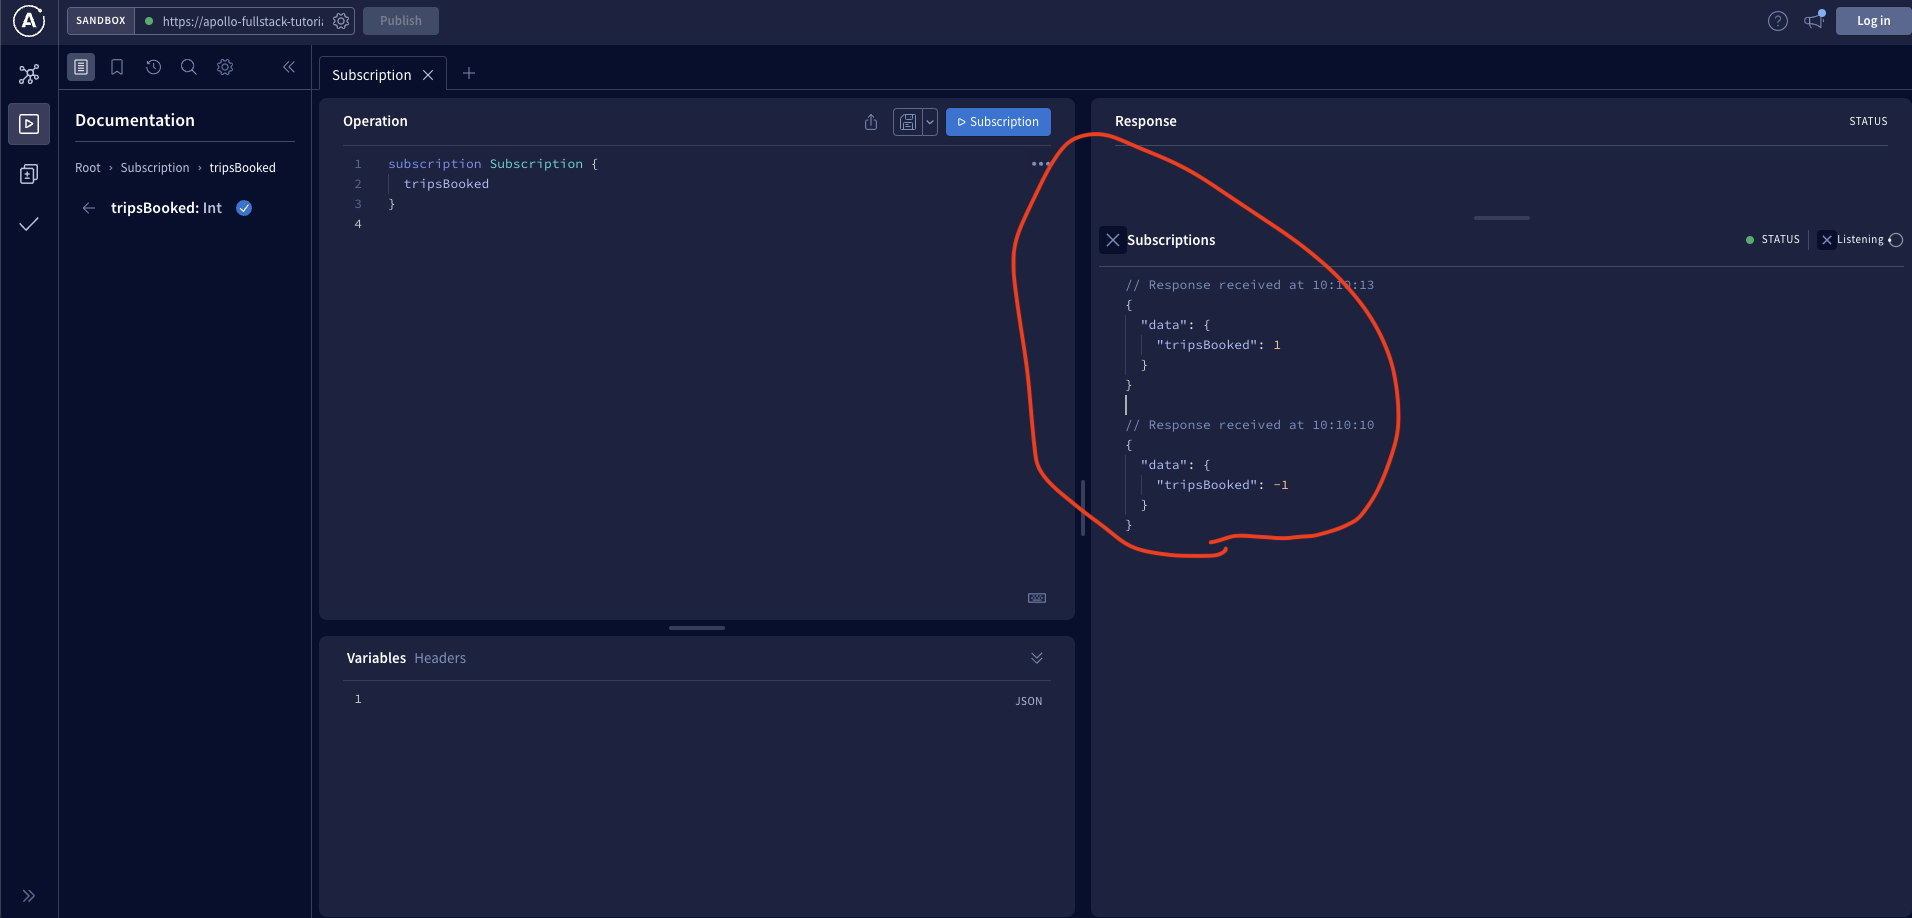 A
SANDBOX
https://apollo-fullstack-tutoria
Publish
?
Log in
Documentation
Root › Subscription › tripsBooked
tripsBooked: Int
Subscription
Operation
Subscription
1 subscription Subscription {
2 tripsBooked
3 }
4
Variables Headers
1
JSON
Response
STATUS
Subscriptions
STATUS
Listening
// Response received at 10:10:13
{
"data": {
"tripsBooked": 1
}
}
// Response received at 10:10:10
{
"data": {
"tripsBooked": -1
}
}